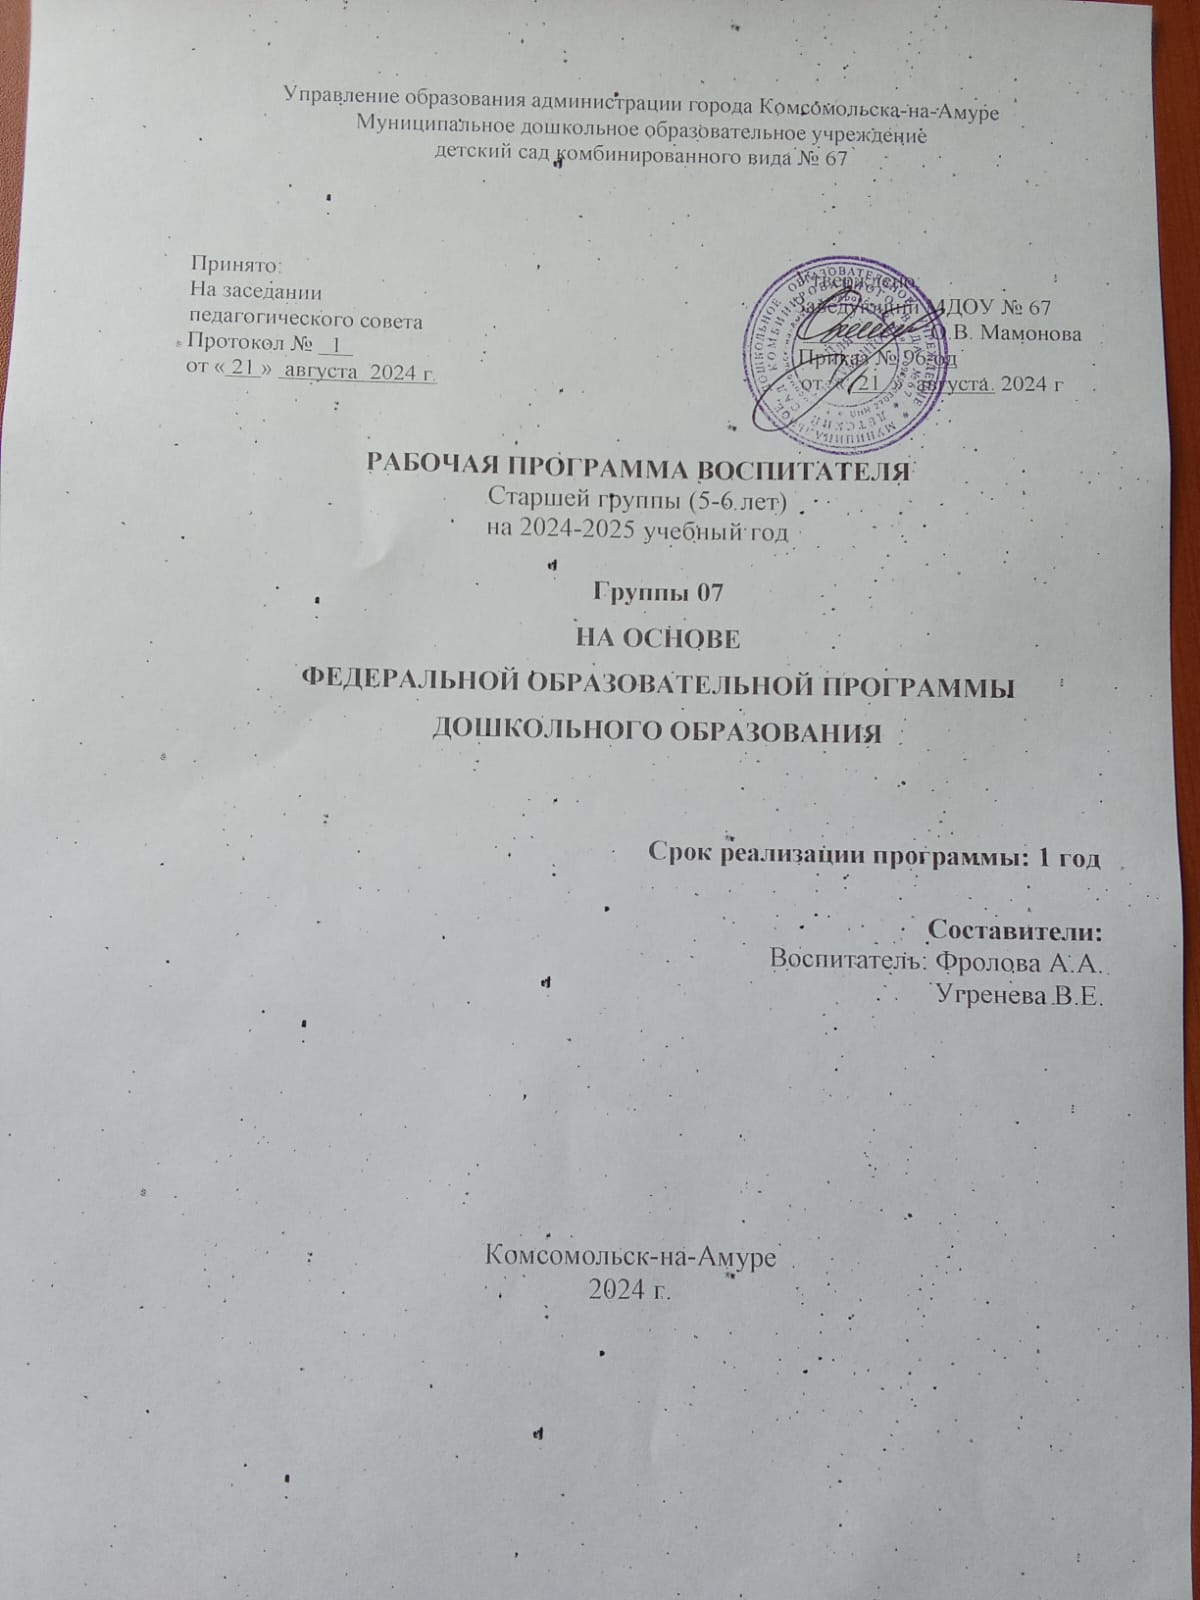 Управление образования администрации города Комсомольска-на-Амуре
Муниципальное дошкольное образовательное учреждение
детский сад комбинированного вида № 67
Принято:
На заседании
педагогического совета
Протокол № 1
от « 21 » августа 2024 г.
Утверждено
Заведующий МДОУ № 67
О.В. Мамонова
Приказ № 96-од
от « 21 » августа 2024 г
РАБОЧАЯ ПРОГРАММА ВОСПИТАТЕЛЯ
Старшей группы (5-6 лет)
на 2024-2025 учебный год
Группы 07
НА ОСНОВЕ
ФЕДЕРАЛЬНОЙ ОБРАЗОВАТЕЛЬНОЙ ПРОГРАММЫ
ДОШКОЛЬНОГО ОБРАЗОВАНИЯ
Срок реализации программы: 1 год
Составители:
Воспитатель: Фролова А.А.
Угренева В.Е.
Комсомольск-на-Амуре
2024 г.